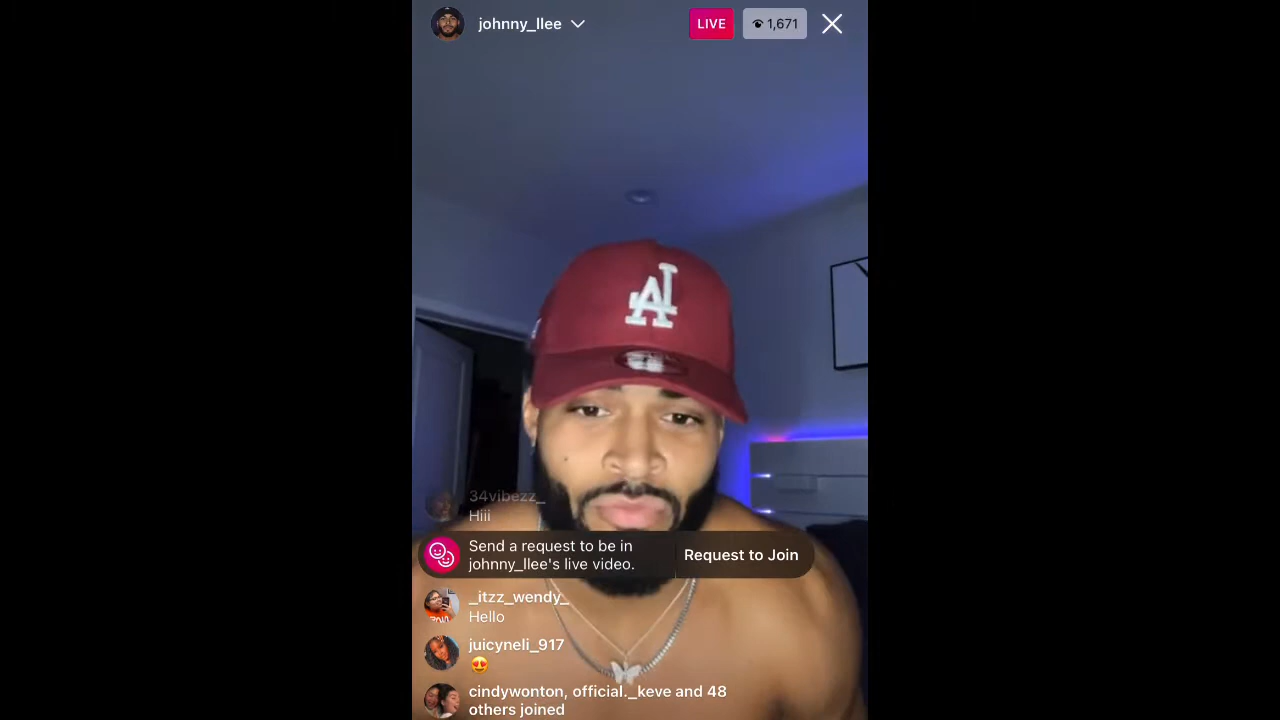 johnny_llee
LIVE
1,671
LA
34vibezz_
Hiii
Send a request to be in
johnny_llee's live video.
Request to Join
_itzz_wendy_
Hello
juicyneli_917
😍
cindywonton, official._keve and 48
others joined